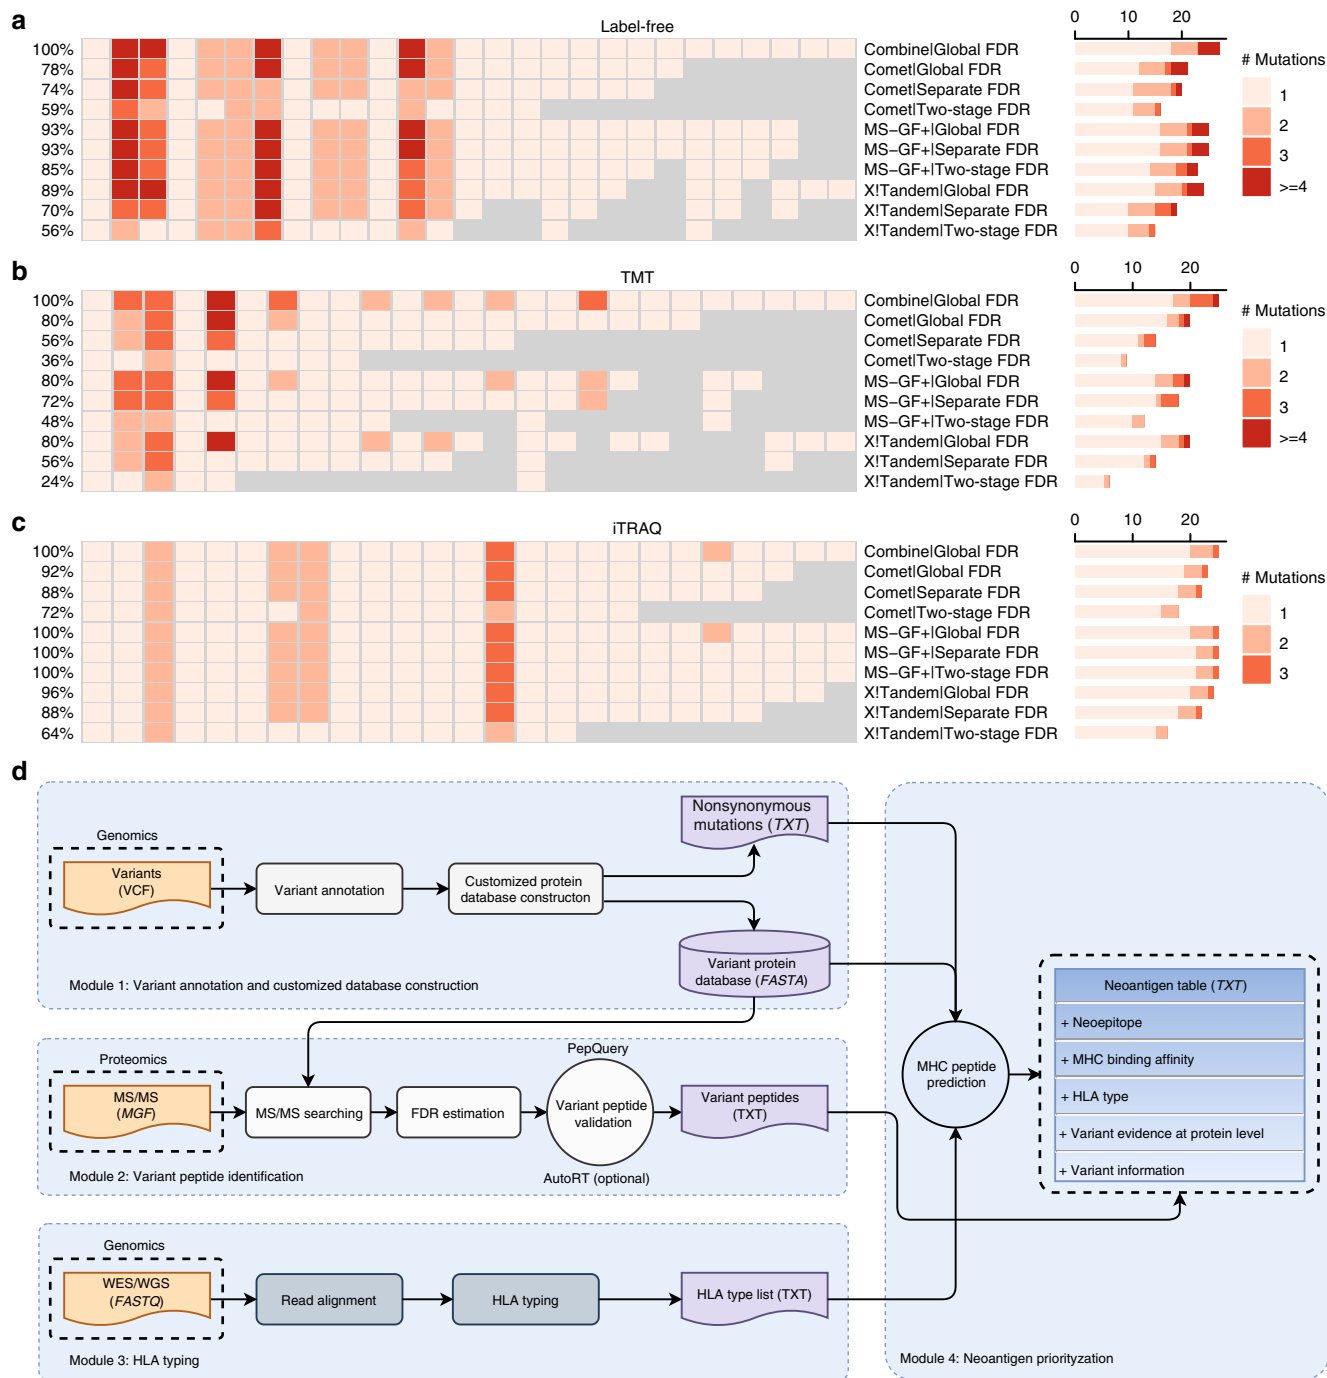 a
Label-free
0 10 20
100% Combine|Global FDR
78% Comet|Global FDR
74% Comet|Separate FDR
59% Comet|Two-stage FDR
93% MS-GF+|Global FDR
93% MS-GF+|Separate FDR
85% MS-GF+|Two-stage FDR
89% X!Tandem|Global FDR
70% X!Tandem|Separate FDR
56% X!Tandem|Two-stage FDR
# Mutations
1
2
3
>=4
b
TMT
0 10 20
100% Combine|Global FDR
80% Comet|Global FDR
56% Comet|Separate FDR
36% Comet|Two-stage FDR
80% MS-GF+|Global FDR
72% MS-GF+|Separate FDR
48% MS-GF+|Two-stage FDR
80% X!Tandem|Global FDR
56% X!Tandem|Separate FDR
24% X!Tandem|Two-stage FDR
# Mutations
1
2
3
>=4
c
iTRAQ
0 10 20
100% Combine|Global FDR
92% Comet|Global FDR
88% Comet|Separate FDR
72% Comet|Two-stage FDR
100% MS-GF+|Global FDR
100% MS-GF+|Separate FDR
100% MS-GF+|Two-stage FDR
96% X!Tandem|Global FDR
88% X!Tandem|Separate FDR
64% X!Tandem|Two-stage FDR
# Mutations
1
2
3
d
Genomics
Variants
(VCF)
Variant annotation
Customized protein
database constructon
Nonsynonymous
mutations (TXT)
Variant protein
database (FASTA)
Module 1: Variant annotation and customized database construction
Proteomics
MS/MS
(MGF)
MS/MS searching
FDR estimation
PepQuery
Variant peptide
validation
AutoRT (optional)
Variant peptides
(TXT)
Module 2: Variant peptide identification
Genomics
WES/WGS
(FASTQ)
Read alignment
HLA typing
HLA type list (TXT)
Module 3: HLA typing
MHC peptide
prediction
Neoantigen table (TXT)
+ Neoepitope
+ MHC binding affinity
+ HLA type
+ Variant evidence at protein level
+ Variant information
Module 4: Neoantigen priorityzation